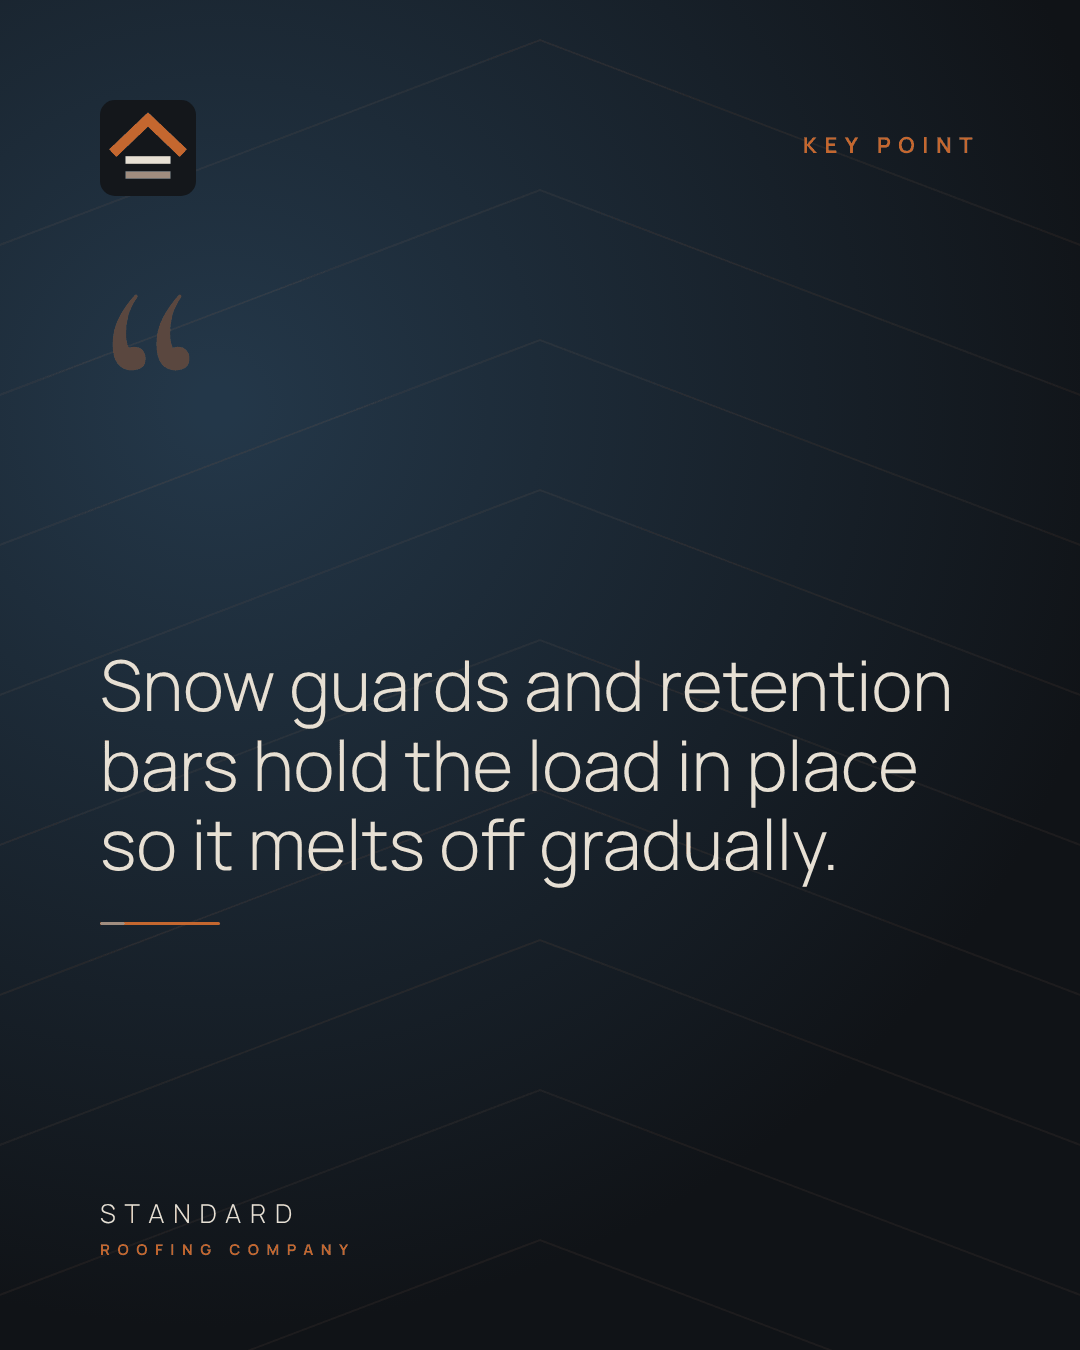 KEY POINT
“
Snow guards and retention
bars hold the load in place
so it melts off gradually.
STANDARD
ROOFING COMPANY